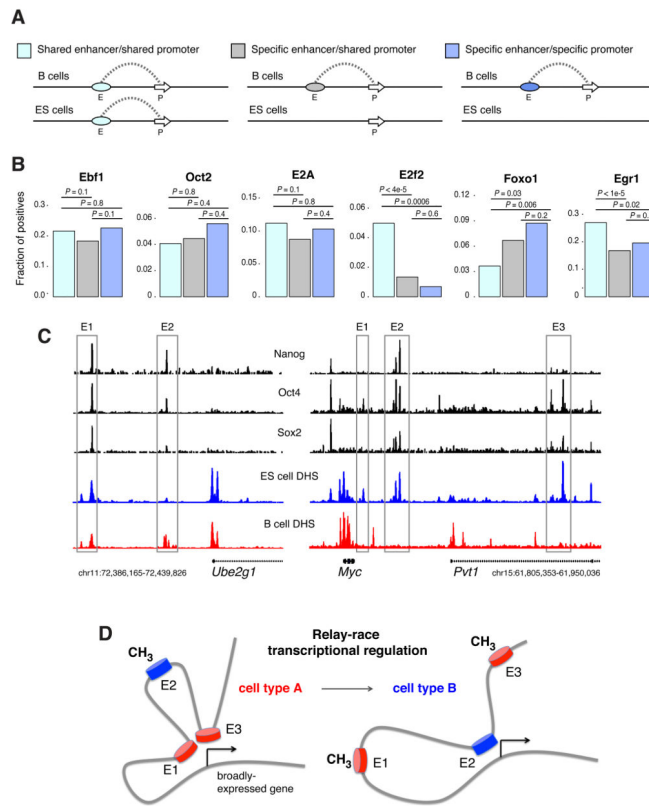 A
Shared enhancer/shared promoter
Specific enhancer/shared promoter
Specific enhancer/specific promoter
B cells
B cells
B cells
E
P
E
P
E
P
ES cells
ES cells
ES cells
E
P
P
B
Ebf1
Oct2
E2A
E2f2
Foxo1
Egr1
Fraction of positives
P = 0.1
P = 0.8
P = 0.1
0.2
0.1
0.0
P = 0.8
P = 0.4
P = 0.4
0.06
0.04
0.02
0
P = 0.1
P = 0.8
P = 0.4
0.10
0.05
0
P < 4e-5
P = 0.0006
P = 0.6
0.06
0.04
0.02
0
P = 0.03
P = 0.006
P = 0.2
0.12
0.09
0.06
0.03
0
P < 1e-5
P = 0.02
0.3
0.2
0.1
0.0
C
E1
E2
E1
E2
E3
Nanog
Oct4
Sox2
ES cell DHS
B cell DHS
chr11:72,386,165-72,439,826
Ube2g1
Myc
Pvt1
chr15:61,805,353-61,950,036
D
Relay-race
transcriptional regulation
cell type A
cell type B
CH3
E2
E3
E1
broadly-
expressed gene
CH3
E3
CH3
E1
E2